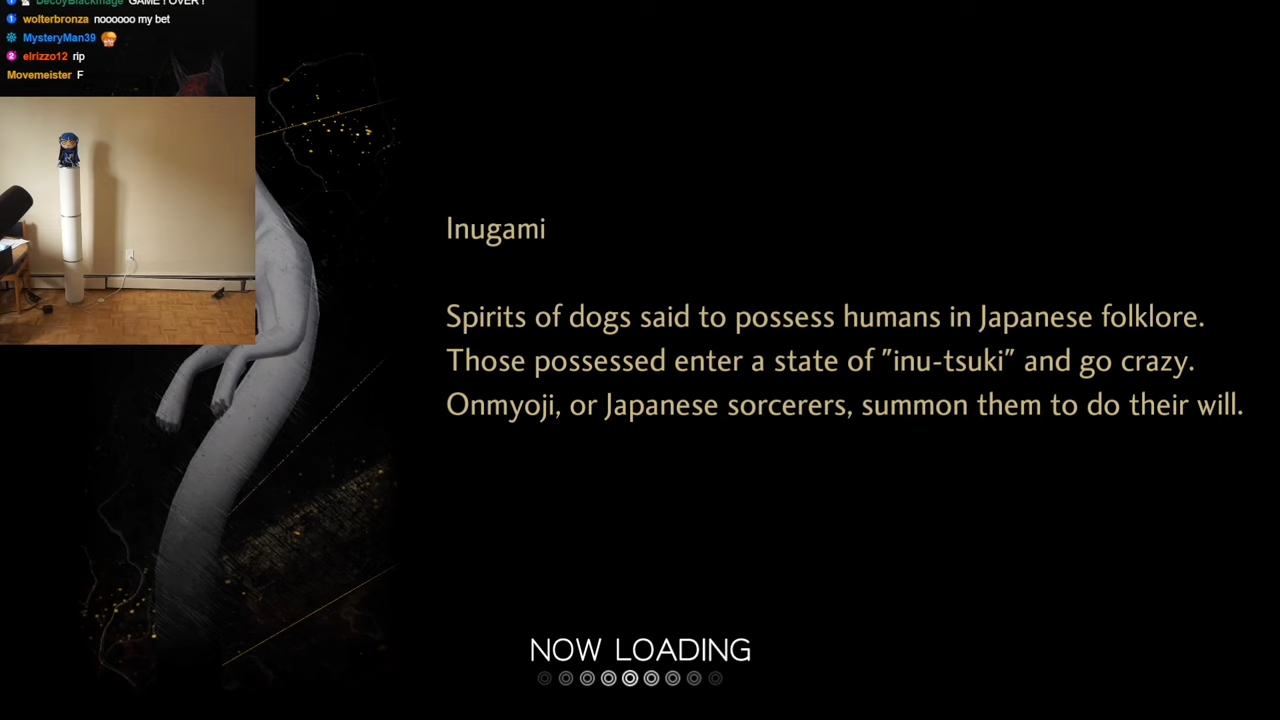 DecoyBlackmage GAME ! OVER !
wolterbronza noooooo my bet
MysteryMan39
elrizzo12 rip
Movemeister F
Inugami
Spirits of dogs said to possess humans in Japanese folklore.
Those possessed enter a state of "inu-tsuki" and go crazy.
Onmyoji, or Japanese sorcerers, summon them to do their will.
NOW LOADING